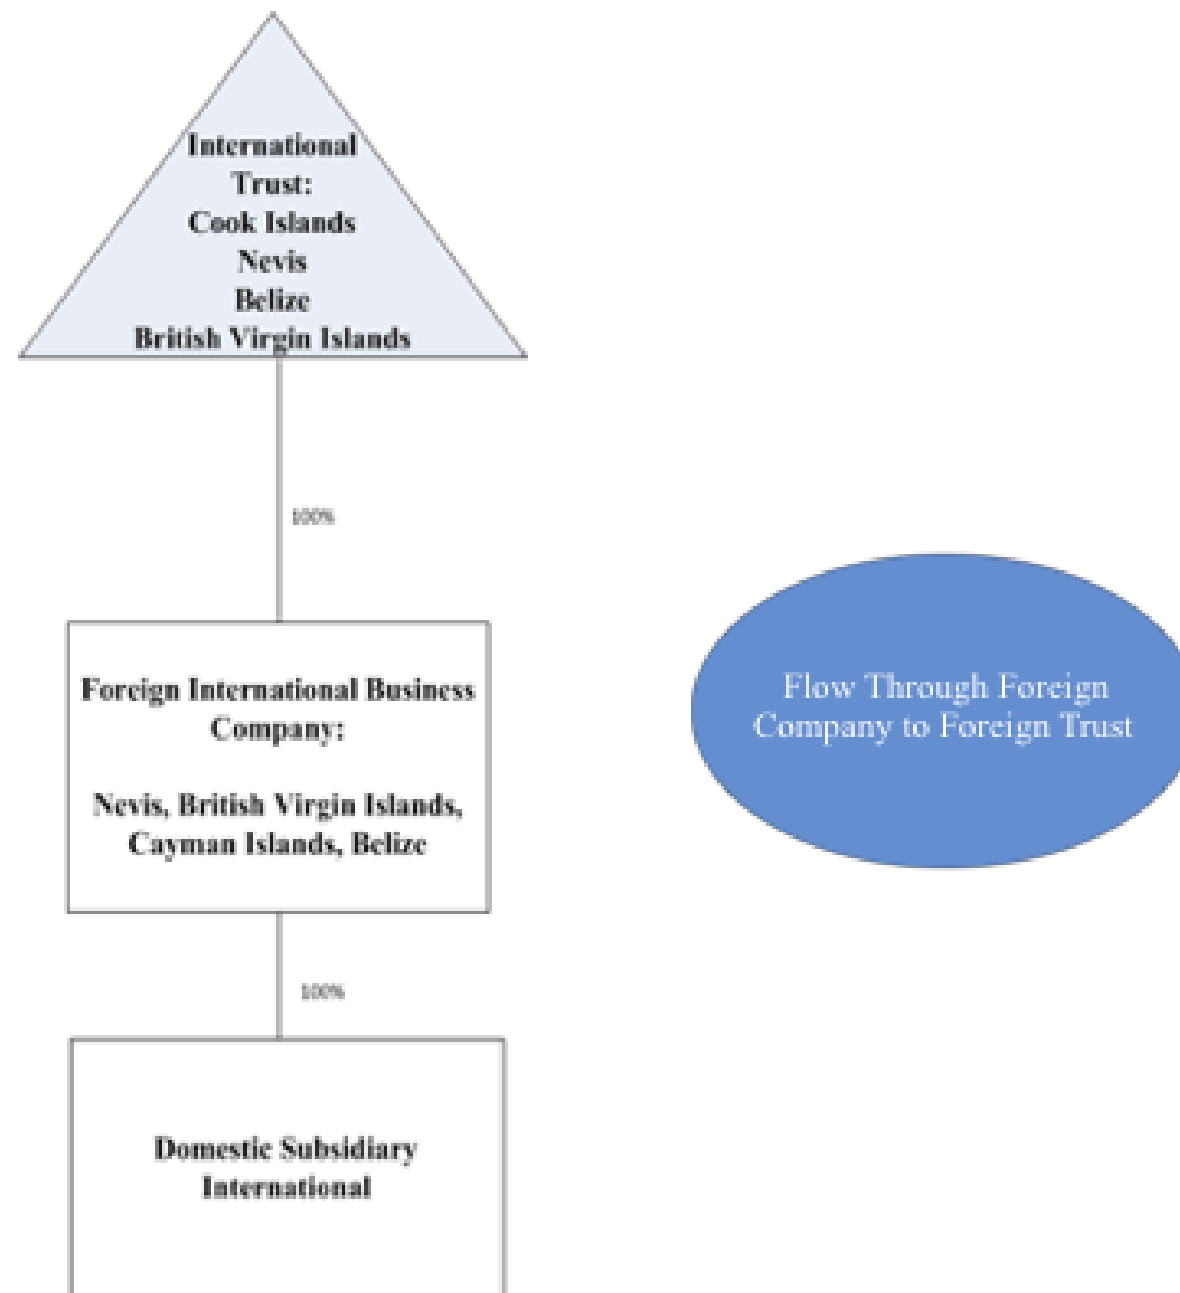 International
Trust:
Cook Islands
Nevis
Belize
British Virgin Islands
100%
Foreign International Business
Company:
Nevis, British Virgin Islands,
Cayman Islands, Belize
Flow Through Foreign
Company to Foreign Trust
100%
Domestic Subsidiary
International